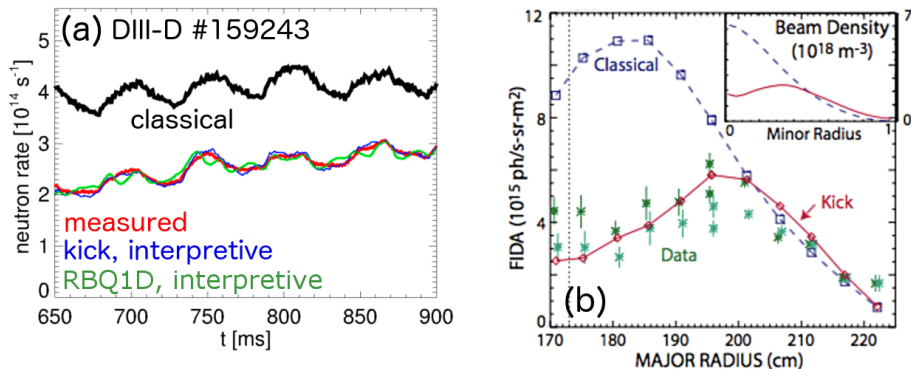 (a) DIII-D #159243
neutron rate [10¹⁴ s⁻¹]
5
4
3
2
1
0
classical
measured
kick, interpretive
RBQ1D, interpretive
650 700 750 800 850 900
t [ms]
(b)
FIDA (10¹⁵ ph/s-sr-m2)
12
8
4
0
Classical
Kick
Data
Beam Density
(10¹⁸ m⁻³)
7
0
0 1
Minor Radius
170 180 190 200 210 220
MAJOR RADIUS (cm)